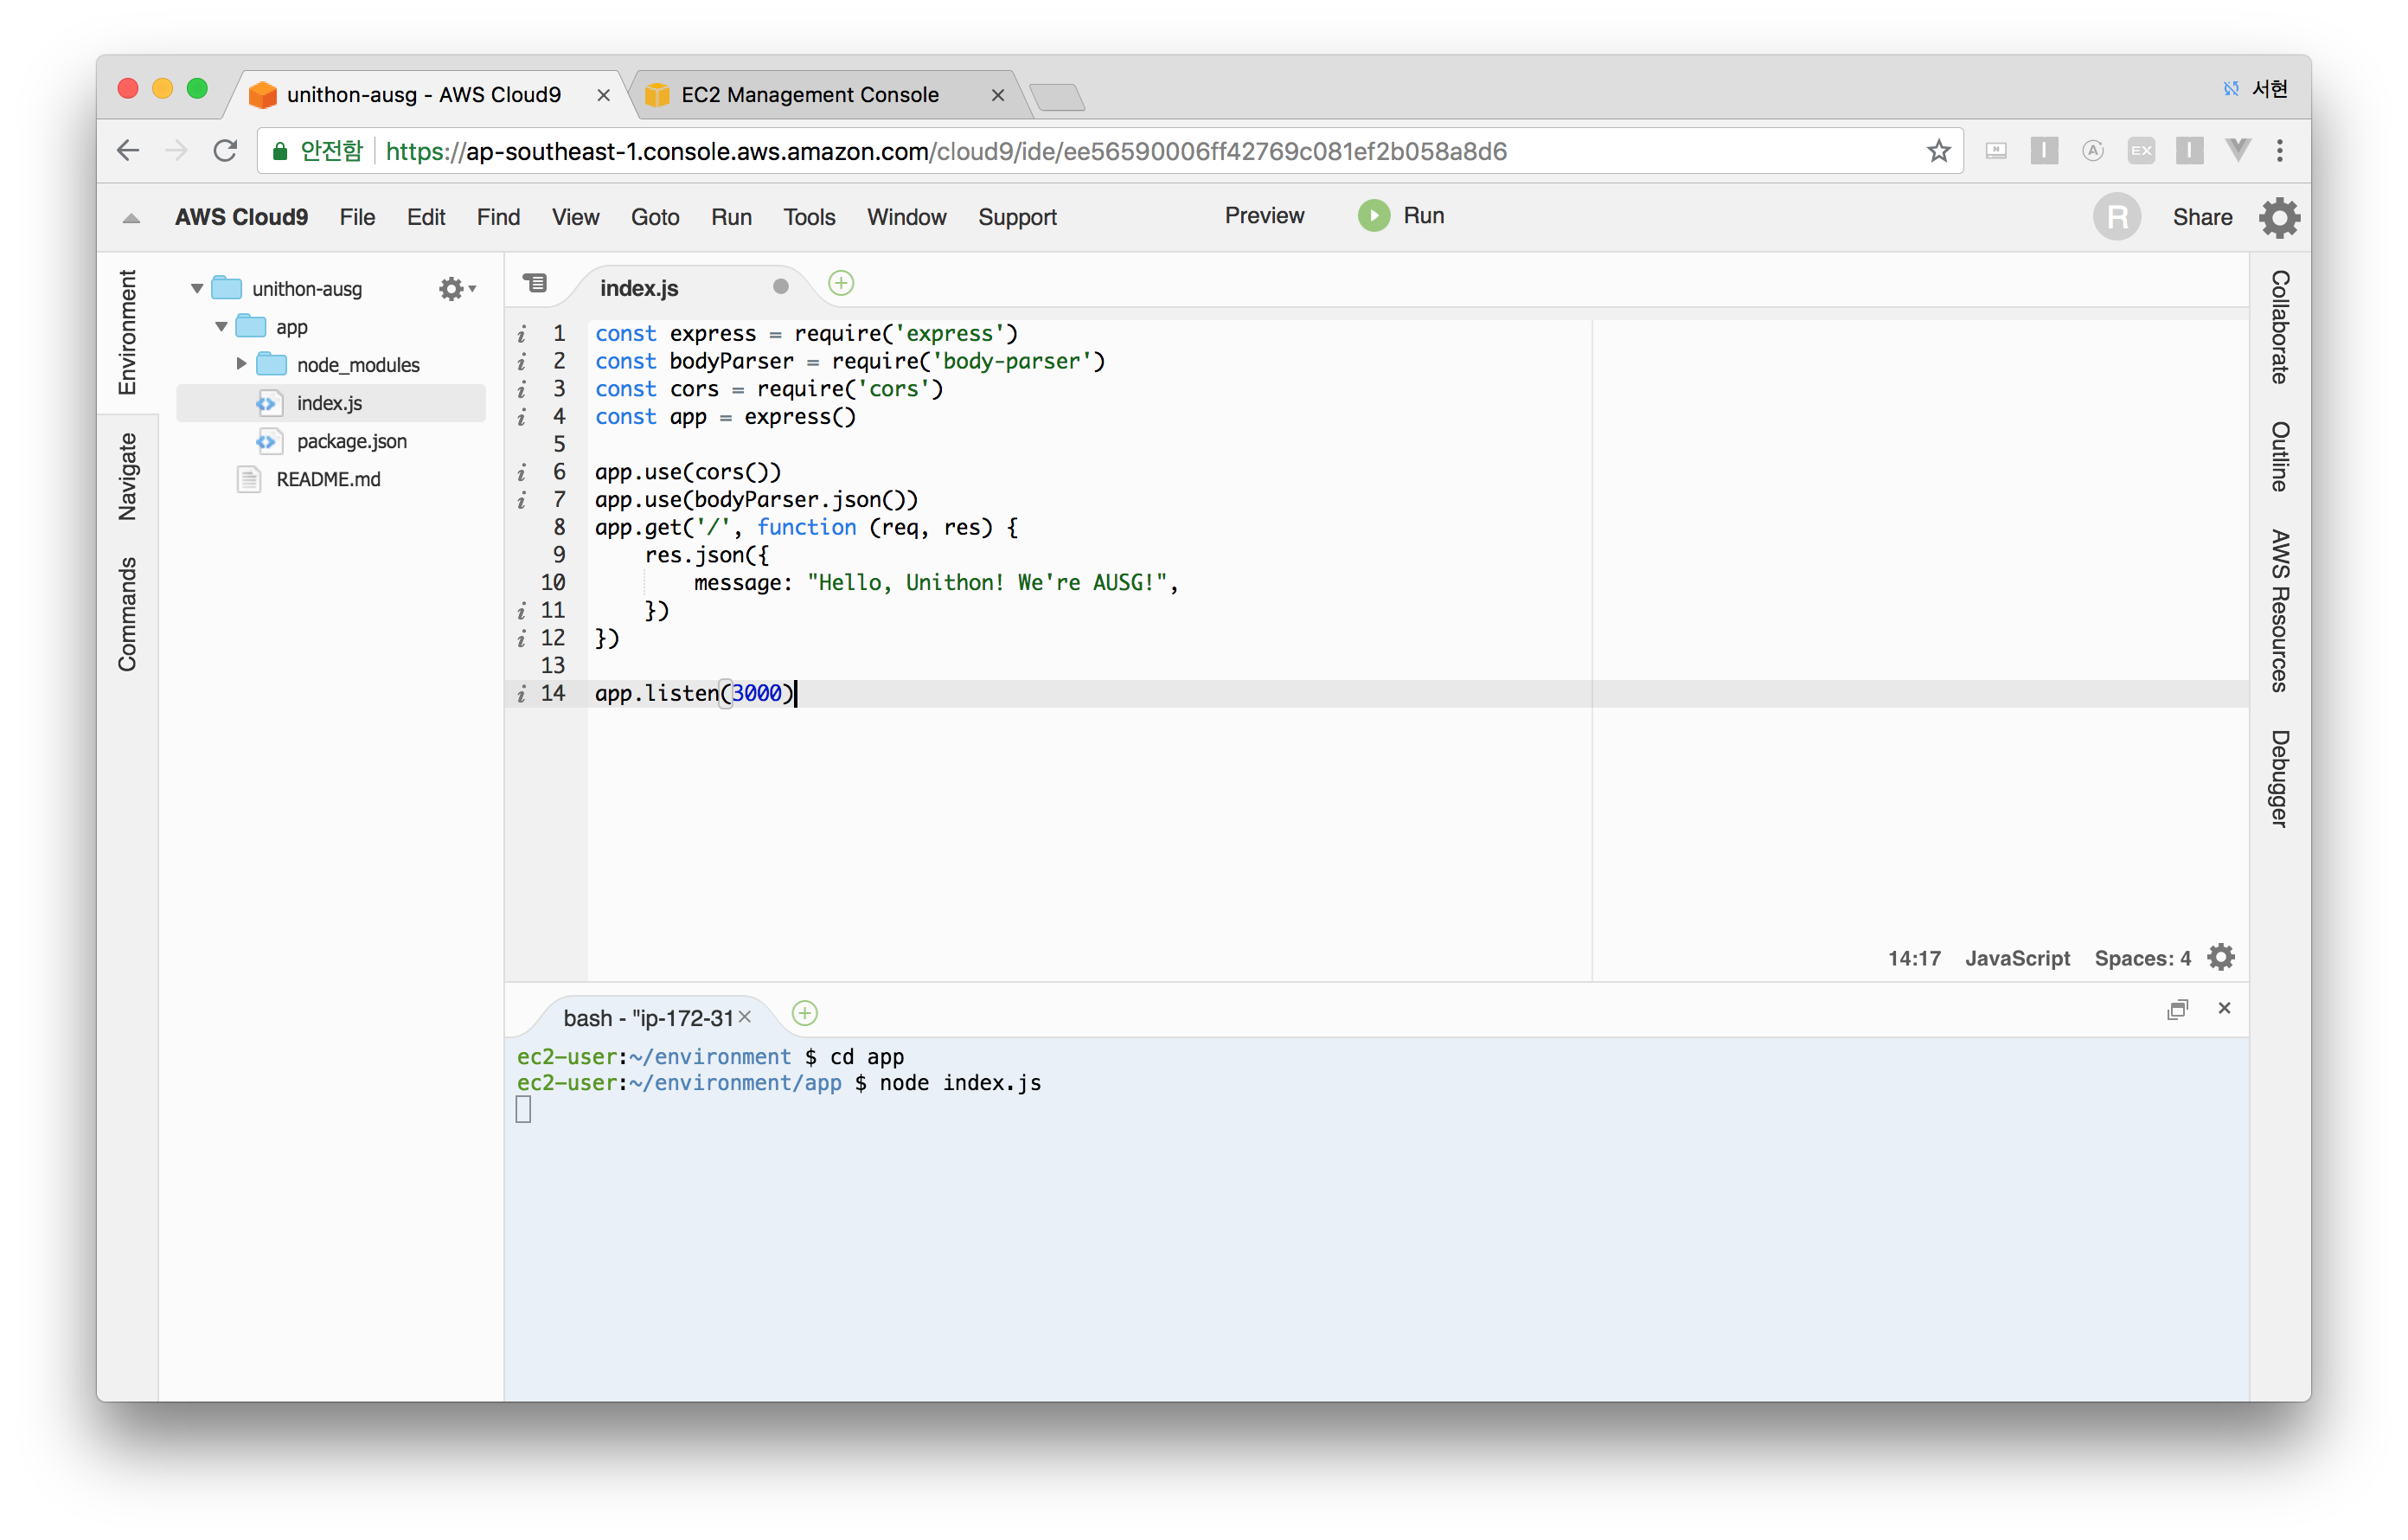 unithon-ausg - AWS Cloud9
EC2 Management Console
서현
안전함 https://ap-southeast-1.console.aws.amazon.com/cloud9/ide/ee56590006ff42769c081ef2b058a8d6
AWS Cloud9 File Edit Find View Goto Run Tools Window Support Preview Run R Share
Environment
Navigate
Commands
unithon-ausg
app
node_modules
index.js
package.json
README.md
index.js
1 const express = require('express')
2 const bodyParser = require('body-parser')
3 const cors = require('cors')
4 const app = express()
5
6 app.use(cors())
7 app.use(bodyParser.json())
8 app.get('/', function (req, res) {
9 res.json({
10 message: "Hello, Unithon! We're AUSG!",
11 })
12 })
13
14 app.listen(3000)
14:17 JavaScript Spaces: 4
bash - "ip-172-31
ec2-user:~/environment $ cd app
ec2-user:~/environment/app $ node index.js
Collaborate
Outline
AWS Resources
Debugger